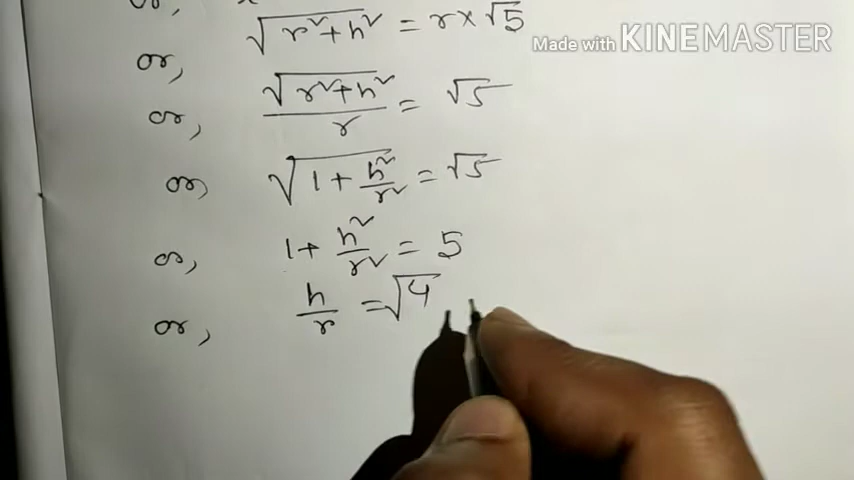 or,
√(r²+h²) = r×√5
Made with KINEMASTER
or, √(r²+h²)/r = √5
or, √(1 + h²/r²) = √5
or, 1 + h²/r² = 5
or, h/r = √4